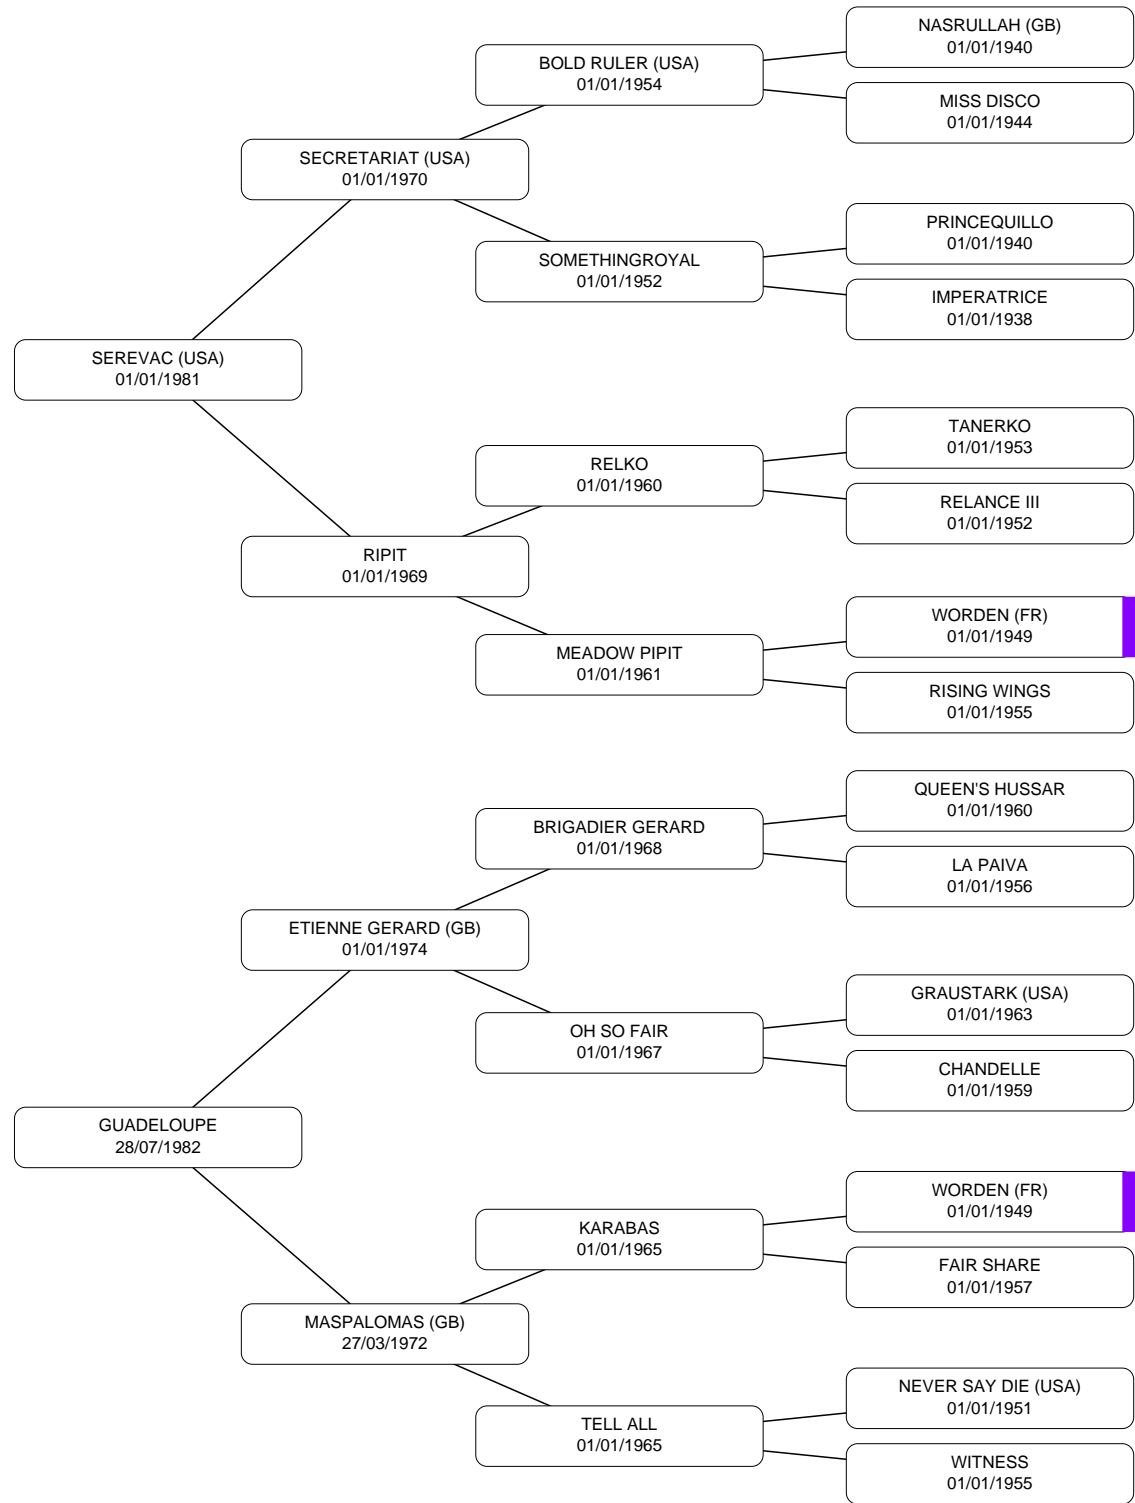 NASRULLAH (GB)
01/01/1940
BOLD RULER (USA)
01/01/1954
MISS DISCO
01/01/1944
SECRETARIAT (USA)
01/01/1970
PRINCEQUILLO
01/01/1940
SOMETHINGROYAL
01/01/1952
IMPERATRICE
01/01/1938
SEREVAC (USA)
01/01/1981
TANERKO
01/01/1953
RELKO
01/01/1960
RELANCE III
01/01/1952
RIPIT
01/01/1969
WORDEN (FR)
01/01/1949
MEADOW PIPIT
01/01/1961
RISING WINGS
01/01/1955
QUEEN'S HUSSAR
01/01/1960
BRIGADIER GERARD
01/01/1968
LA PAIVA
01/01/1956
ETIENNE GERARD (GB)
01/01/1974
GRAUSTARK (USA)
01/01/1963
OH SO FAIR
01/01/1967
CHANDELLE
01/01/1959
GUADELOUPE
28/07/1982
WORDEN (FR)
01/01/1949
KARABAS
01/01/1965
FAIR SHARE
01/01/1957
MASPALOMAS (GB)
27/03/1972
NEVER SAY DIE (USA)
01/01/1951
TELL ALL
01/01/1965
WITNESS
01/01/1955